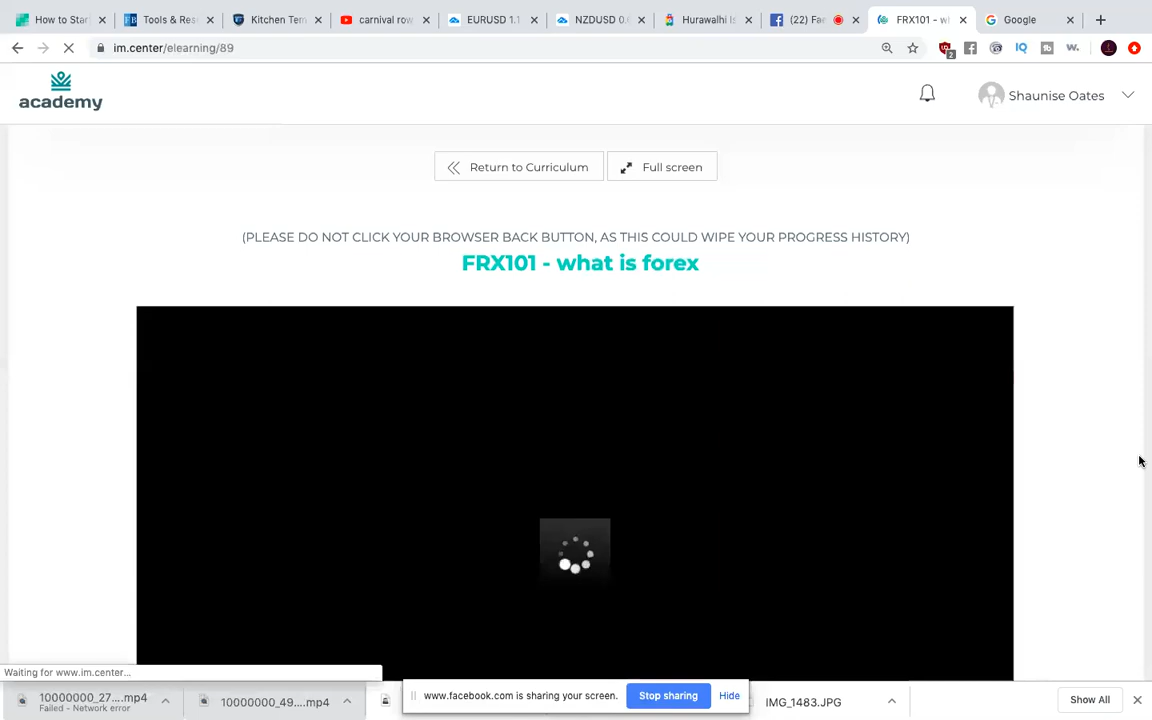 How to Star
Tools & Res
Kitchen Tem
carnival row
EURUSD 1.1
NZDUSD 0.
Hurawalhi Is
(22) Fac
FRX101 - wh
Google
im.center/elearning/89
2
IQ
w.
academy
Shaunise Oates
Return to Curriculum
Full screen
(PLEASE DO NOT CLICK YOUR BROWSER BACK BUTTON, AS THIS COULD WIPE YOUR PROGRESS HISTORY)
FRX101 - what is forex
Waiting for www.im.center...
10000000_27....mp4
Failed - Network error
10000000_49....mp4
www.facebook.com is sharing your screen.
Stop sharing
Hide
IMG_1483.JPG
Show All